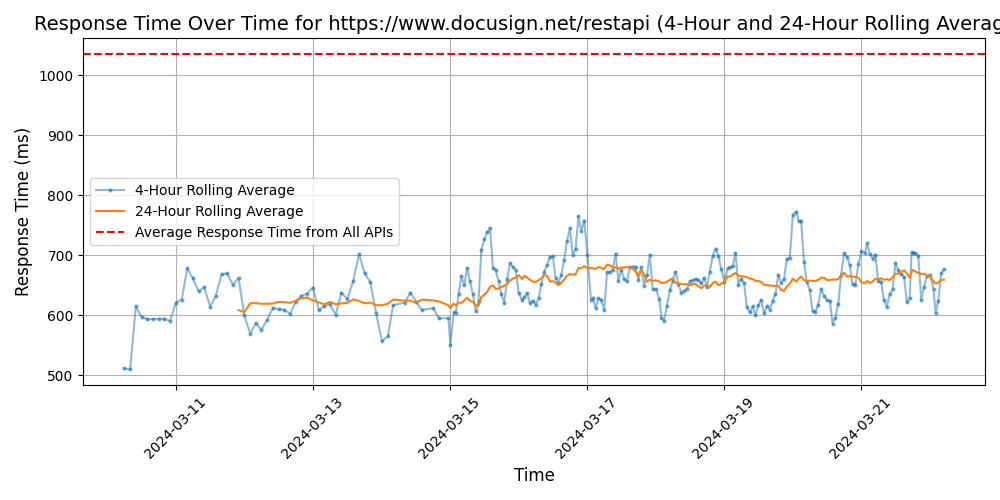 Response Time Over Time for https://www.docusign.net/restapi (4-Hour and 24-Hour Rolling Averag
Response Time (ms)
1000
900
800
700
600
500
4-Hour Rolling Average
24-Hour Rolling Average
Average Response Time from All APIs
2024-03-11
2024-03-13
2024-03-15
2024-03-17
2024-03-19
2024-03-21
Time